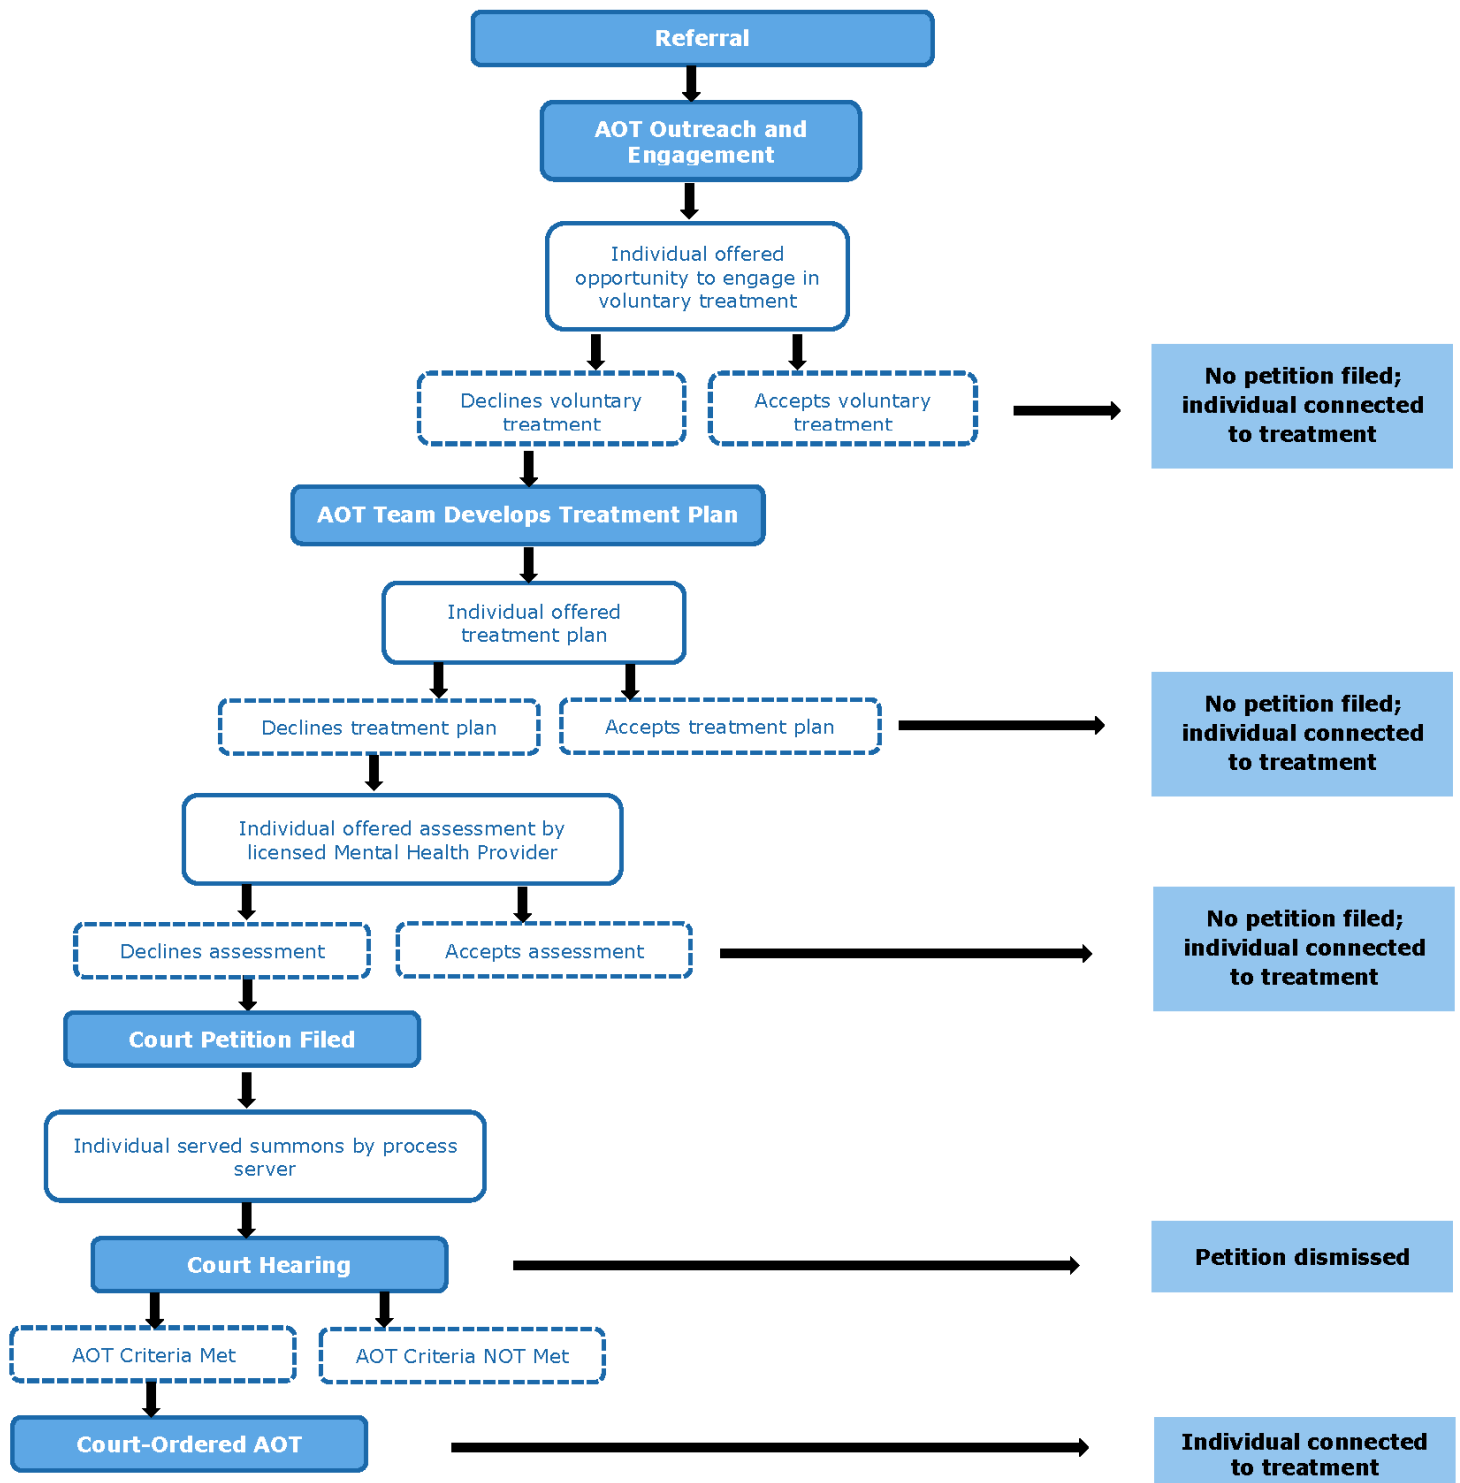 Referral
AOT Outreach and
Engagement
Individual offered
opportunity to engage in
voluntary treatment
Declines voluntary
treatment
Accepts voluntary
treatment
No petition filed;
individual connected
to treatment
AOT Team Develops Treatment Plan
Individual offered
treatment plan
Declines treatment plan
Accepts treatment plan
No petition filed;
individual connected
to treatment
Individual offered assessment by
licensed Mental Health Provider
Declines assessment
Accepts assessment
No petition filed;
individual connected
to treatment
Court Petition Filed
Individual served summons by process
server
Court Hearing
Petition dismissed
AOT Criteria Met
AOT Criteria NOT Met
Court-Ordered AOT
Individual connected
to treatment